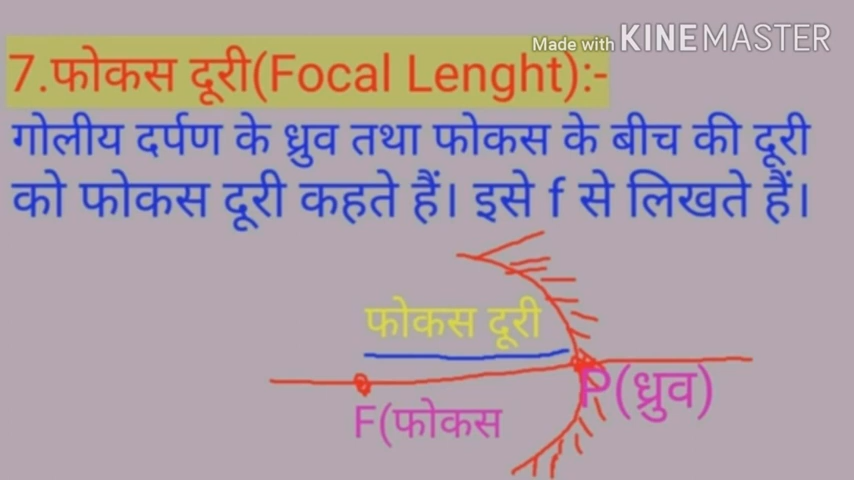 Made with KINEMASTER
7.फोकस दूरी(Focal Lenght):-
गोलीय दर्पण के ध्रुव तथा फोकस के बीच की दूरी
को फोकस दूरी कहते हैं। इसे f से लिखते हैं।
फोकस दूरी
P(ध्रुव)
F(फोकस